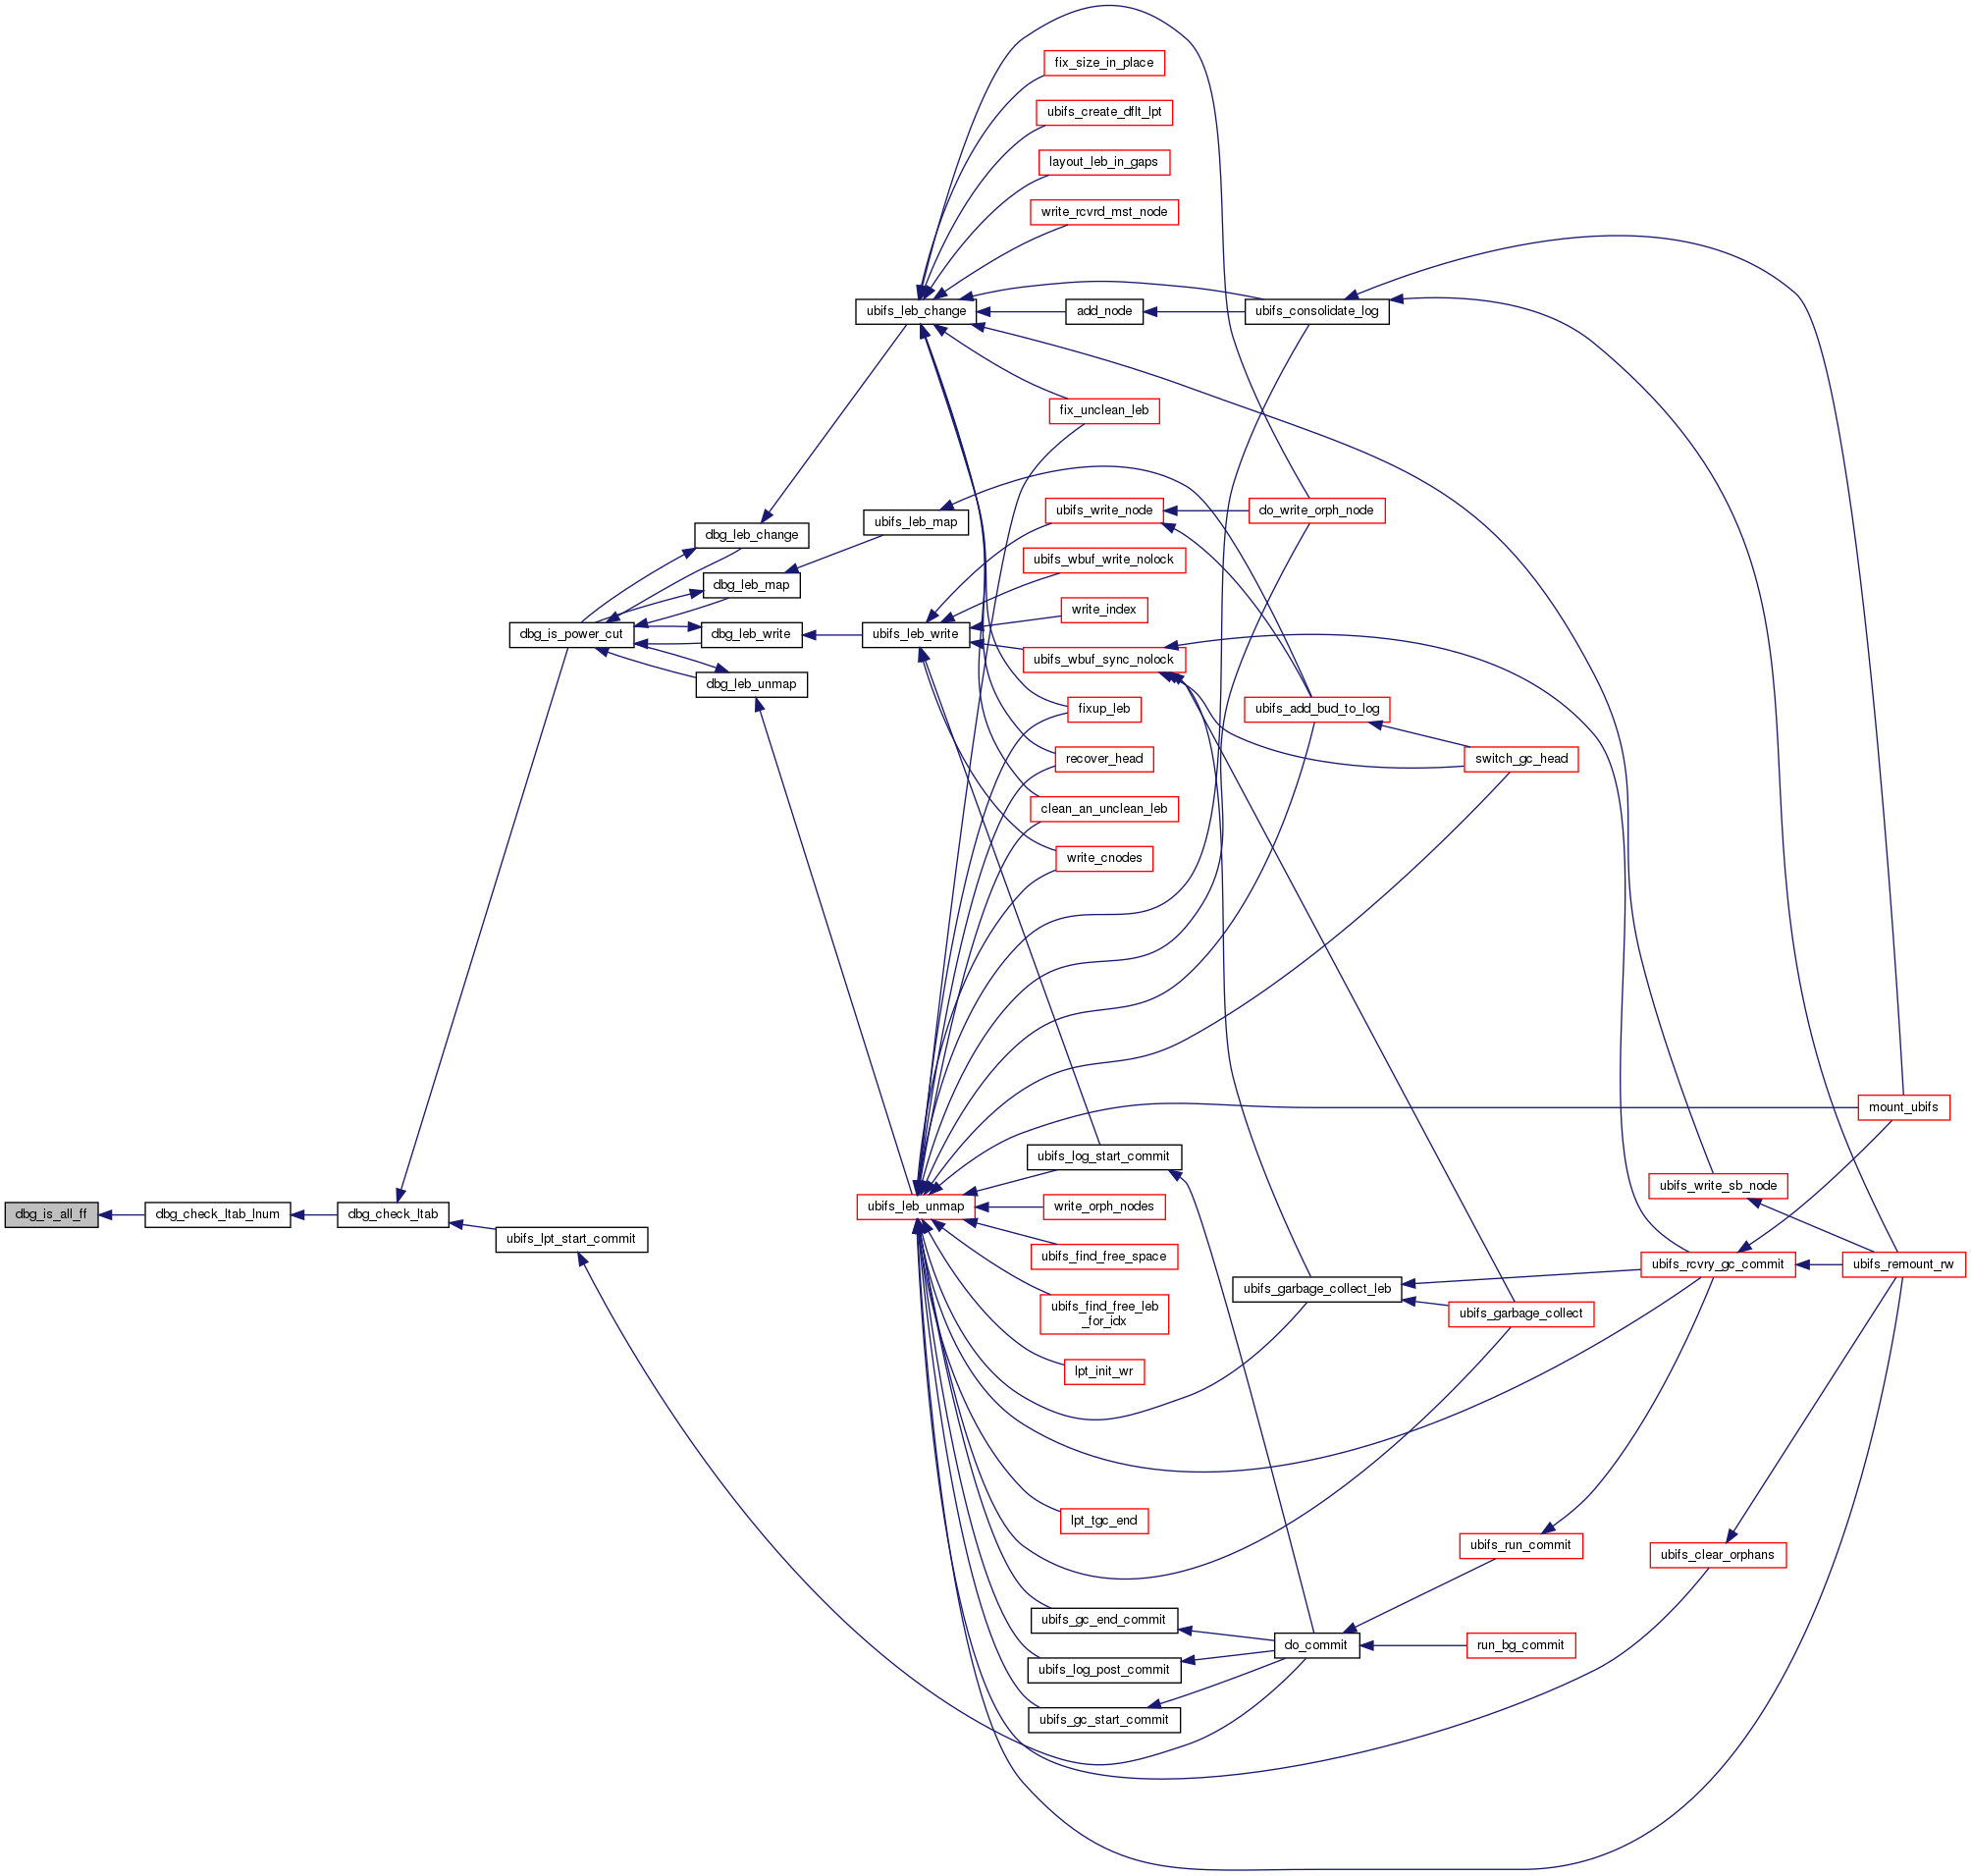 fix_size_in_place
ubifs_create_dflt_lpt
layout_leb_in_gaps
write_rcvrd_mst_node
ubifs_leb_change
add_node
ubifs_consolidate_log
fix_unclean_leb
ubifs_leb_map
ubifs_write_node
do_write_orph_node
dbg_leb_change
ubifs_wbuf_write_nolock
dbg_leb_map
write_index
dbg_is_power_cut
dbg_leb_write
ubifs_leb_write
ubifs_wbuf_sync_nolock
dbg_leb_unmap
fixup_leb
ubifs_add_bud_to_log
recover_head
switch_gc_head
clean_an_unclean_leb
write_cnodes
mount_ubifs
ubifs_log_start_commit
ubifs_write_sb_node
dbg_is_all_ff
dbg_check_ltab_lnum
dbg_check_ltab
ubifs_leb_unmap
write_orph_nodes
ubifs_lpt_start_commit
ubifs_find_free_space
ubifs_rcvry_gc_commit
ubifs_remount_rw
ubifs_garbage_collect_leb
ubifs_find_free_leb
_for_idx
ubifs_garbage_collect
lpt_init_wr
lpt_tgc_end
ubifs_run_commit
ubifs_clear_orphans
ubifs_gc_end_commit
do_commit
run_bg_commit
ubifs_log_post_commit
ubifs_gc_start_commit